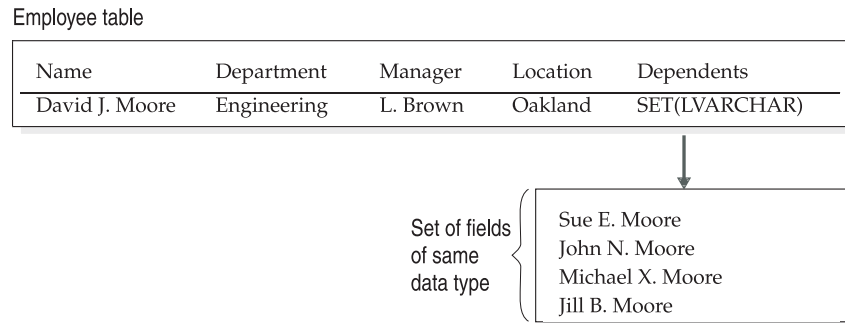 Employee table
Name Department Manager Location Dependents
David J. Moore Engineering L. Brown Oakland SET(LVARCHAR)
Set of fields
of same
data type
Sue E. Moore
John N. Moore
Michael X. Moore
Jill B. Moore